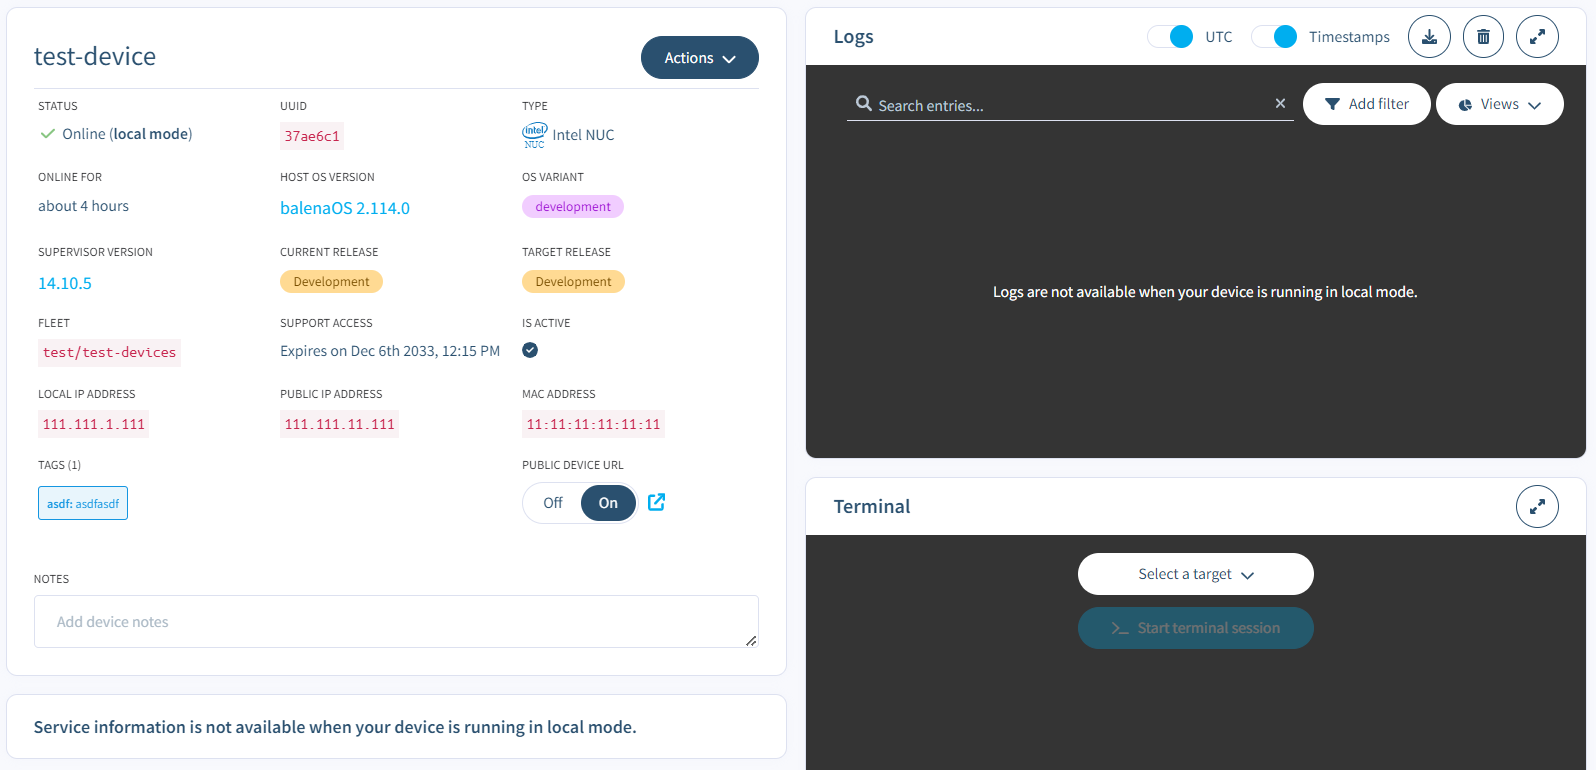 test-device
Actions
STATUS
Online (local mode)
UUID
37ae6c1
TYPE
intel
NUC
Intel NUC
ONLINE FOR
about 4 hours
HOST OS VERSION
balenaOS 2.114.0
OS VARIANT
development
SUPERVISOR VERSION
14.10.5
CURRENT RELEASE
Development
TARGET RELEASE
Development
FLEET
test/test-devices
SUPPORT ACCESS
Expires on Dec 6th 2033, 12:15 PM
IS ACTIVE
LOCAL IP ADDRESS
111.111.1.111
PUBLIC IP ADDRESS
111.111.11.111
MAC ADDRESS
11:11:11:11:11:11
TAGS (1)
asdf: asdfasdf
PUBLIC DEVICE URL
Off On
NOTES
Add device notes
Service information is not available when your device is running in local mode.
Logs
UTC
Timestamps
Search entries...
Add filter
Views
Logs are not available when your device is running in local mode.
Terminal
Select a target
Start terminal session